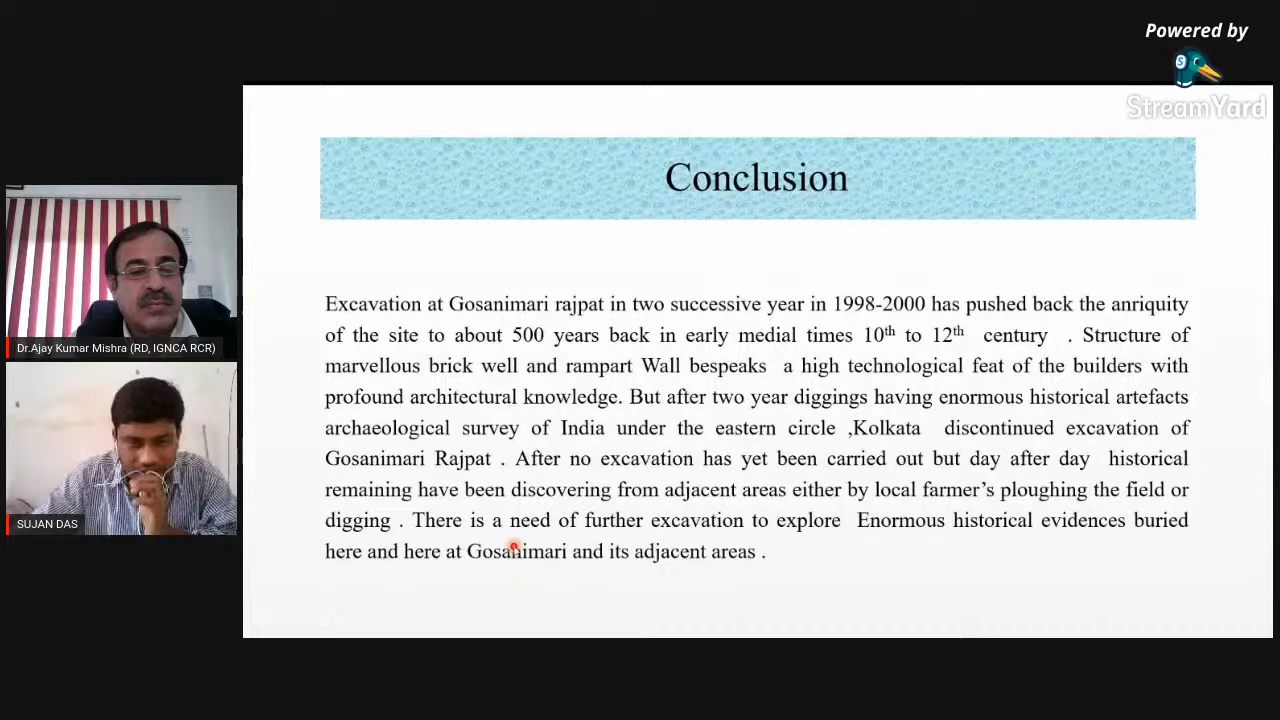 Powered by
StreamYard
Conclusion
Excavation at Gosanimari rajpat in two successive year in 1998-2000 has pushed back the anriquity
of the site to about 500 years back in early medial times 10th to 12th century . Structure of
marvellous brick well and rampart Wall bespeaks a high technological feat of the builders with
profound architectural knowledge. But after two year diggings having enormous historical artefacts
archaeological survey of India under the eastern circle ,Kolkata discontinued excavation of
Gosanimari Rajpat . After no excavation has yet been carried out but day after day historical
remaining have been discovering from adjacent areas either by local farmer’s ploughing the field or
digging . There is a need of further excavation to explore Enormous historical evidences buried
here and here at Gosanimari and its adjacent areas .
Dr.Ajay Kumar Mishra (RD, IGNCA RCR)
SUJAN DAS